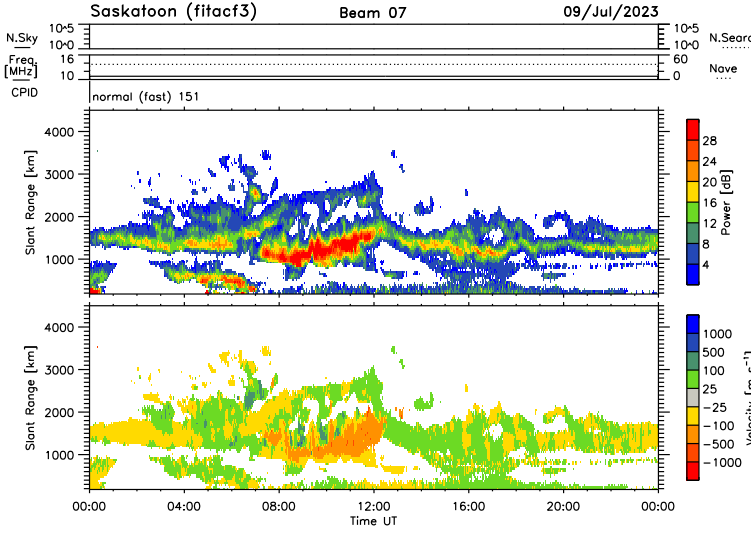 Saskatoon (fitacf3) Beam 07 09/Jul/2023
10^5 10^5
N.Sky N.Sear
10^0 10^0
Freq. 16 60
[MHz] Nave
10 0
CPID normal (fast) 151
4000
3000
2000
1000
Slant Range [km]
28
24
20
16
12
8
4
Power [dB]
4000
3000
2000
1000
Slant Range [km]
1000
500
100
25
-25
-100
-500
-1000
Velocity [m s⁻¹]
00:00 04:00 08:00 12:00 16:00 20:00 00:00
Time UT